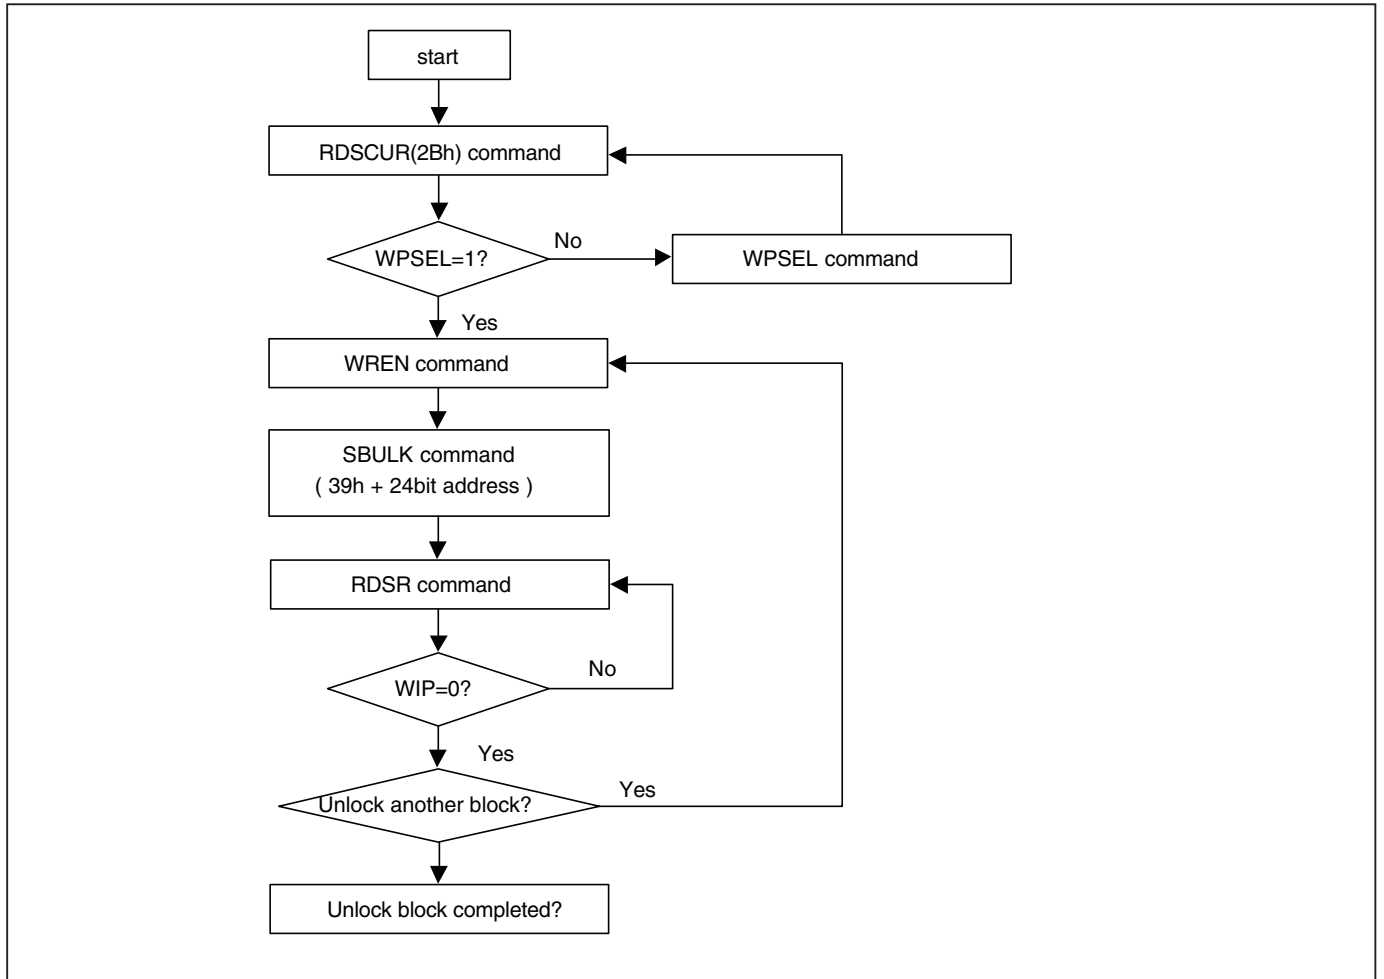 start
RDSCUR(2Bh) command
WPSEL=1?
No
WPSEL command
Yes
WREN command
SBULK command
( 39h + 24bit address )
RDSR command
WIP=0?
No
Yes
Unlock another block?
Yes
Unlock block completed?